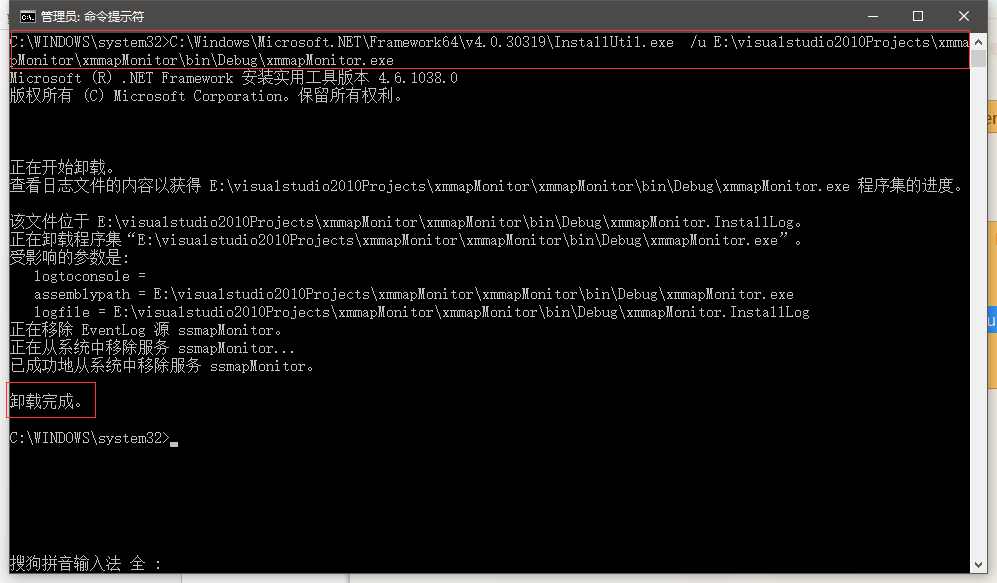 管理员: 命令提示符
C:\WINDOWS\system32>C:\Windows\Microsoft.NET\Framework64\v4.0.30319\InstallUtil.exe  /u E:\visualstudio2010Projects\xmma
pMonitor\xmmapMonitor\bin\Debug\xmmapMonitor.exe
Microsoft (R) .NET Framework 安装实用工具版本 4.6.1038.0
版权所有 (C) Microsoft Corporation。保留所有权利。
正在开始卸载。
查看日志文件的内容以获得 E:\visualstudio2010Projects\xmmapMonitor\xmmapMonitor\bin\Debug\xmmapMonitor.exe 程序集的进度。
该文件位于 E:\visualstudio2010Projects\xmmapMonitor\xmmapMonitor\bin\Debug\xmmapMonitor.InstallLog。
正在卸载程序集“E:\visualstudio2010Projects\xmmapMonitor\xmmapMonitor\bin\Debug\xmmapMonitor.exe”。
受影响的参数是:
   logtoconsole =
   assemblypath = E:\visualstudio2010Projects\xmmapMonitor\xmmapMonitor\bin\Debug\xmmapMonitor.exe
   logfile = E:\visualstudio2010Projects\xmmapMonitor\xmmapMonitor\bin\Debug\xmmapMonitor.InstallLog
正在移除 EventLog 源 ssmapMonitor。
正在从系统中移除服务 ssmapMonitor...
已成功地从系统中移除服务 ssmapMonitor。
卸载完成。
C:\WINDOWS\system32>
搜狗拼音输入法 全 :